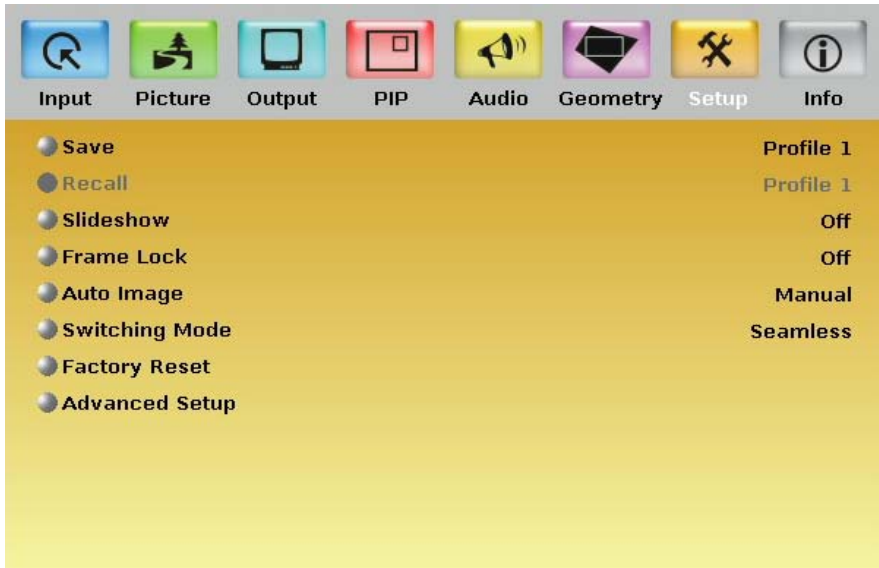 Input Picture Output PIP Audio Geometry Setup Info
Save Profile 1
Recall Profile 1
Slideshow Off
Frame Lock Off
Auto Image Manual
Switching Mode Seamless
Factory Reset
Advanced Setup